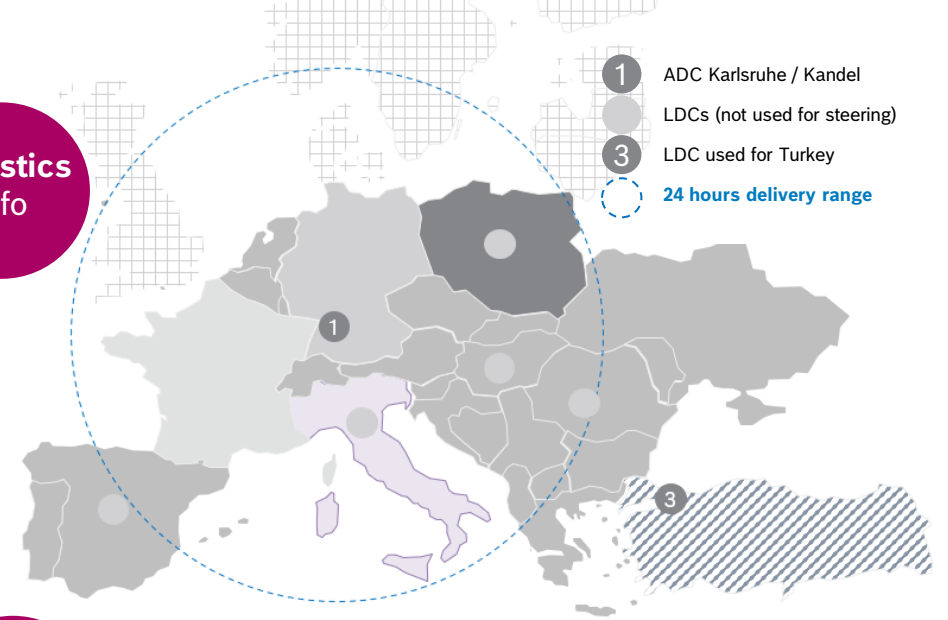 1 ADC Karlsruhe / Kandel
LDCs (not used for steering)
3 LDC used for Turkey
24 hours delivery range
stics
fo
1
3